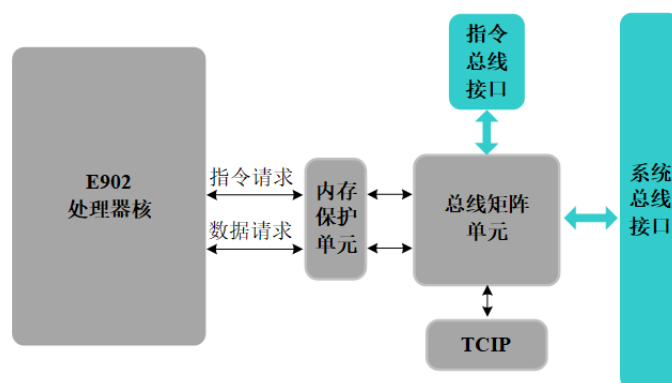 指令
总线
接口
E902
处理器核
指令请求
数据请求
内存
保护
单元
总线矩阵
单元
系统
总线
接口
TCIP